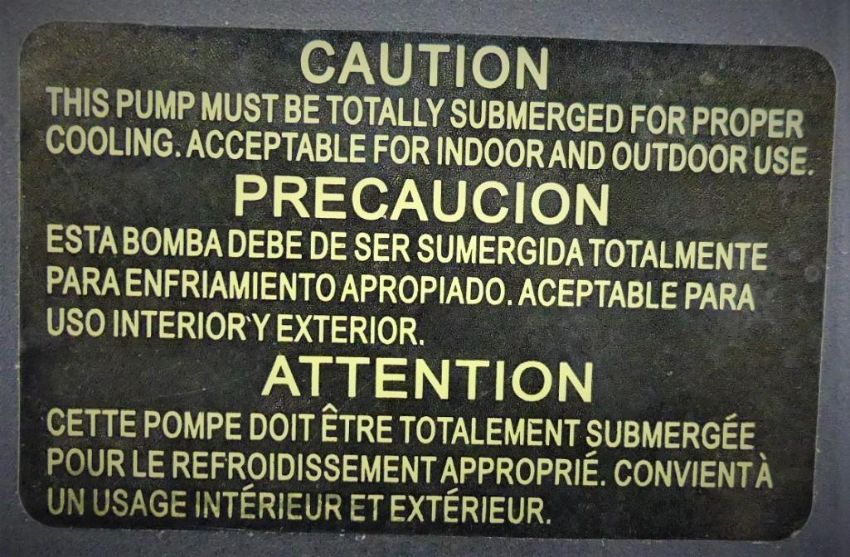 CAUTION
THIS PUMP MUST BE TOTALLY SUBMERGED FOR PROPER
COOLING. ACCEPTABLE FOR INDOOR AND OUTDOOR USE.
PRECAUCION
ESTA BOMBA DEBE DE SER SUMERGIDA TOTALMENTE
PARA ENFRIAMIENTO APROPIADO. ACEPTABLE PARA
USO INTERIOR Y EXTERIOR.
ATTENTION
CETTE POMPE DOIT ÊTRE TOTALEMENT SUBMERGÉE
POUR LE REFROIDISSEMENT APPROPRIÉ. CONVIENT À
UN USAGE INTÉRIEUR ET EXTÉRIEUR.